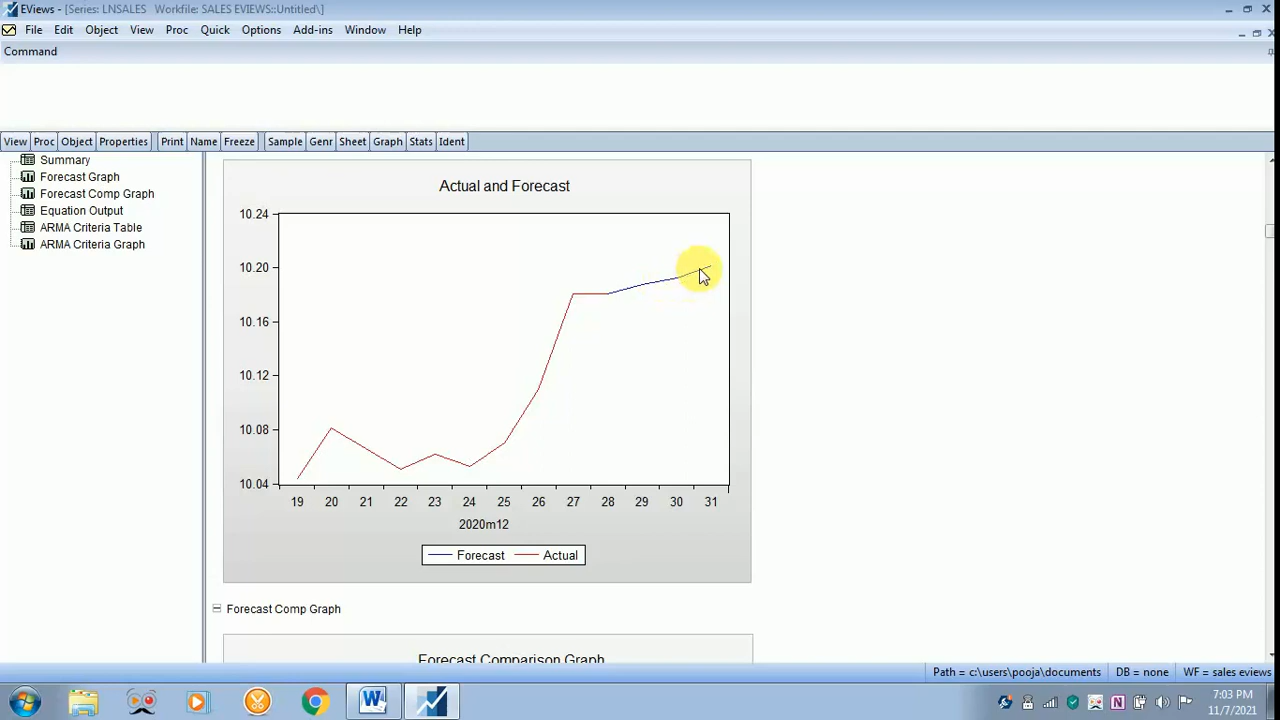 EViews - [Series: LNSALES   Workfile: SALES EVIEWS::Untitled\]
File Edit Object View Proc Quick Options Add-ins Window Help
Command
View Proc Object Properties Print Name Freeze Sample Genr Sheet Graph Stats Ident
Summary
Forecast Graph
Forecast Comp Graph
Equation Output
ARMA Criteria Table
ARMA Criteria Graph
Actual and Forecast
10.24
10.20
10.16
10.12
10.08
10.04
19 20 21 22 23 24 25 26 27 28 29 30 31
2020m12
Forecast Actual
Forecast Comp Graph
Forecast Comparison Graph
Path = c:\users\pooja\documents DB = none WF = sales eviews
7:03 PM
11/7/2021